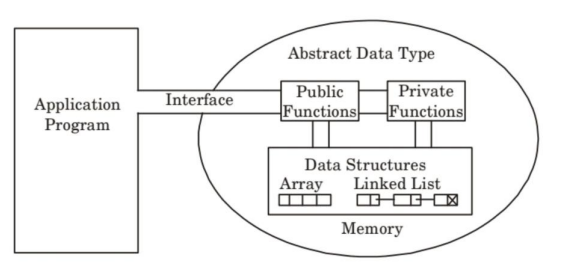 Abstract Data Type
Application
Program
Interface
Public
Functions
Private
Functions
Data Structures
Array
Linked List
Memory